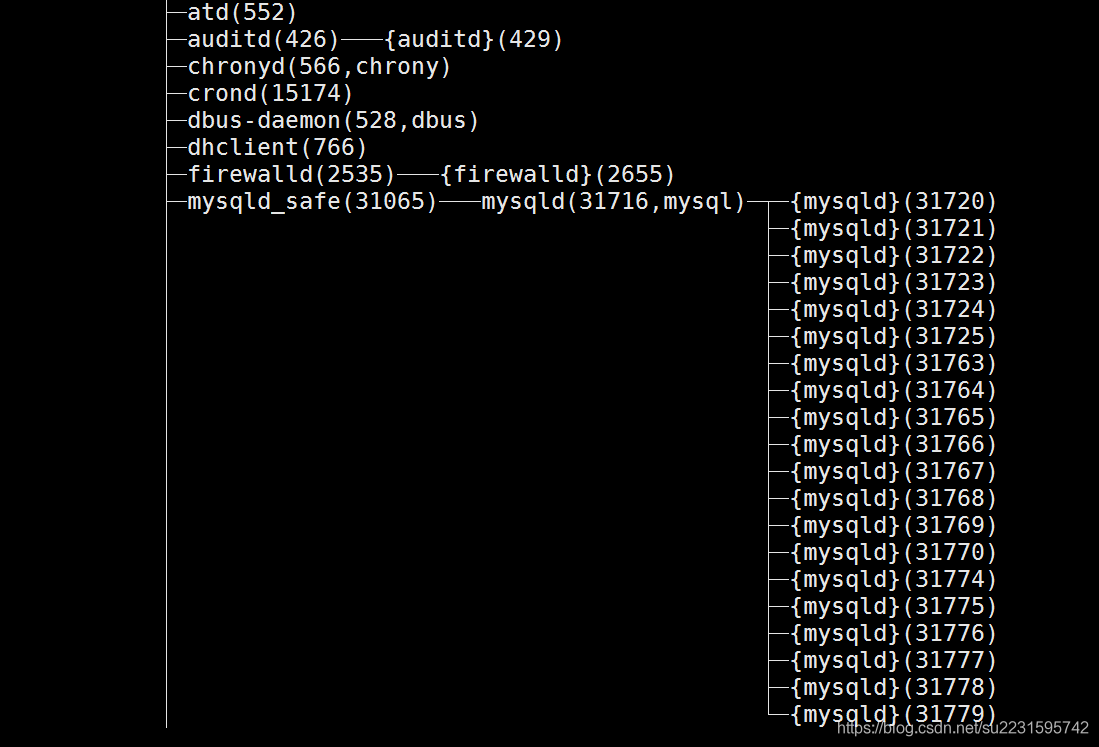 ├─atd(552)
├─auditd(426)───{auditd}(429)
├─chronyd(566,chrony)
├─crond(15174)
├─dbus-daemon(528,dbus)
├─dhclient(766)
├─firewalld(2535)───{firewalld}(2655)
├─mysqld_safe(31065)───mysqld(31716,mysql)─┬─{mysqld}(31720)
├─{mysqld}(31721)
├─{mysqld}(31722)
├─{mysqld}(31723)
├─{mysqld}(31724)
├─{mysqld}(31725)
├─{mysqld}(31763)
├─{mysqld}(31764)
├─{mysqld}(31765)
├─{mysqld}(31766)
├─{mysqld}(31767)
├─{mysqld}(31768)
├─{mysqld}(31769)
├─{mysqld}(31770)
├─{mysqld}(31774)
├─{mysqld}(31775)
├─{mysqld}(31776)
├─{mysqld}(31777)
├─{mysqld}(31778)
└─{mysqld}(31779)
https://blog.csdn.net/su2231595742